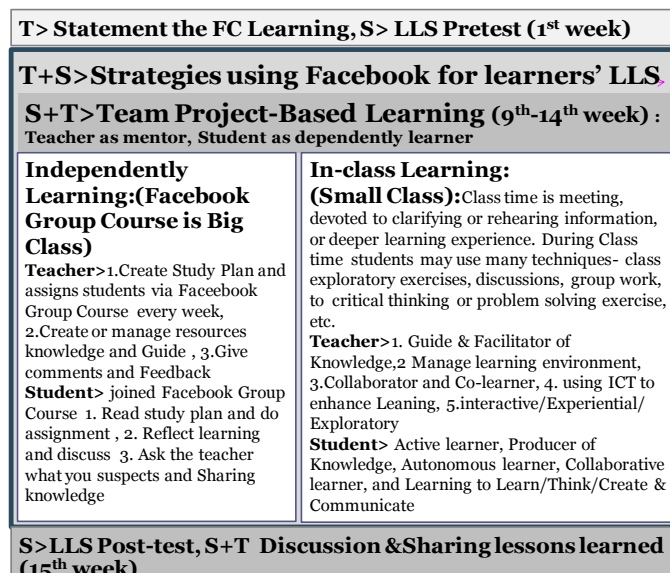 T> Statement the FC Learning, S> LLS Pretest (1st week)
T+S>Strategies using Facebook for learners’ LLS
S+T>Team Project-Based Learning (9th-14th week) :
Teacher as mentor, Student as dependently learner
Independently
Learning:(Facebook
Group Course is Big
Class)
Teacher>1.Create Study Plan and
assigns students via Faceebook
Group Course every week,
2.Create or manage resources
knowledge and Guide , 3.Give
comments and Feedback
Student> joined Facebook Group
Course 1. Read study plan and do
assignment , 2. Reflect learning
and discuss 3. Ask the teacher
what you suspects and Sharing
knowledge
In-class Learning:
(Small Class):Class time is meeting,
devoted to clarifying or rehearing information,
or deeper learning experience. During Class
time students may use many techniques- class
exploratory exercises, discussions, group work,
to critical thinking or problem solving exercise,
etc.
Teacher>1. Guide & Facilitator of
Knowledge,2 Manage learning environment,
3.Collaborator and Co-learner, 4. using ICT to
enhance Leaning, 5.interactive/Experiential/
Exploratory
Student> Active learner, Producer of
Knowledge, Autonomous learner, Collaborative
learner, and Learning to Learn/Think/Create &
Communicate
S>LLS Post-test, S+T Discussion &Sharing lessons learned
(15th week)